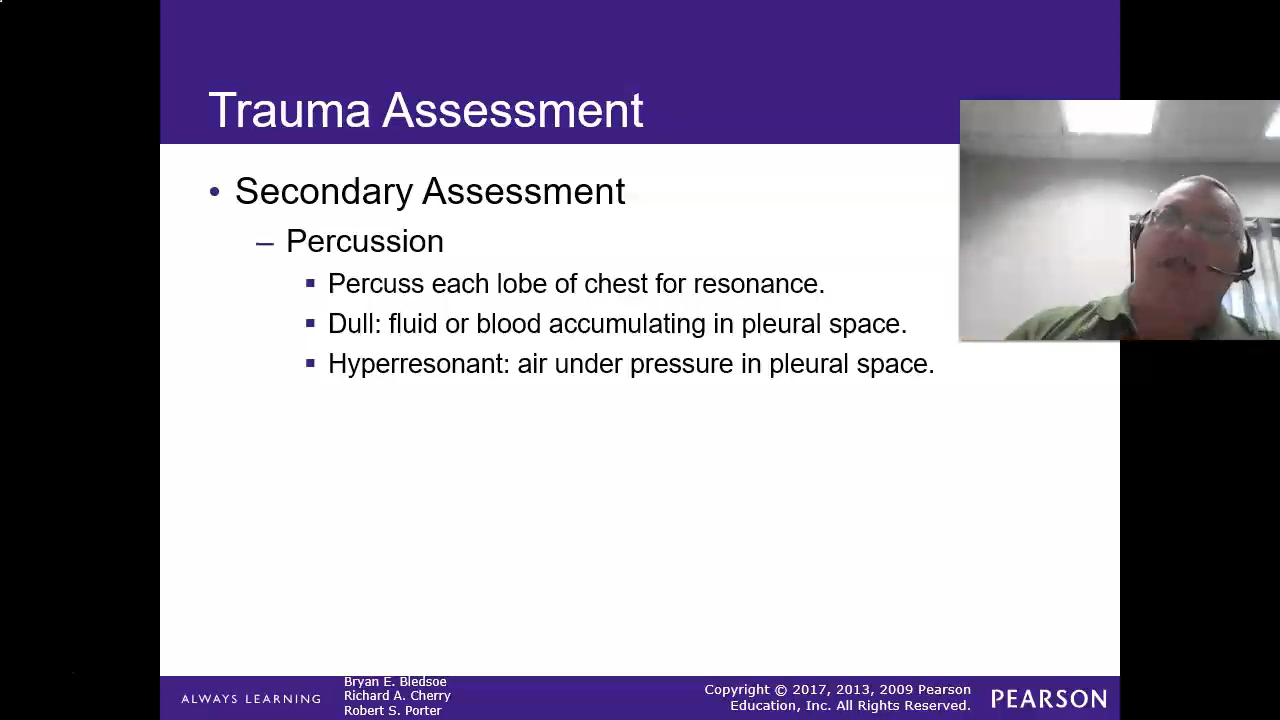 Trauma Assessment
• Secondary Assessment
– Percussion
▪ Percuss each lobe of chest for resonance.
▪ Dull: fluid or blood accumulating in pleural space.
▪ Hyperresonant: air under pressure in pleural space.
ALWAYS LEARNING
Bryan E. Bledsoe
Richard A. Cherry
Robert S. Porter
Copyright © 2017, 2013, 2009 Pearson
Education, Inc. All Rights Reserved.
PEARSON